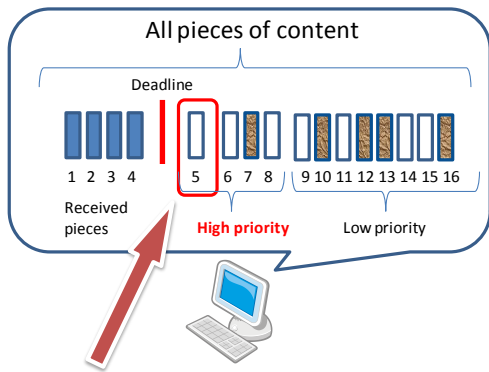 All pieces of content
Deadline
1 2 3 4 5 6 7 8 9 10 11 12 13 14 15 16
Received
pieces
High priority
Low priority